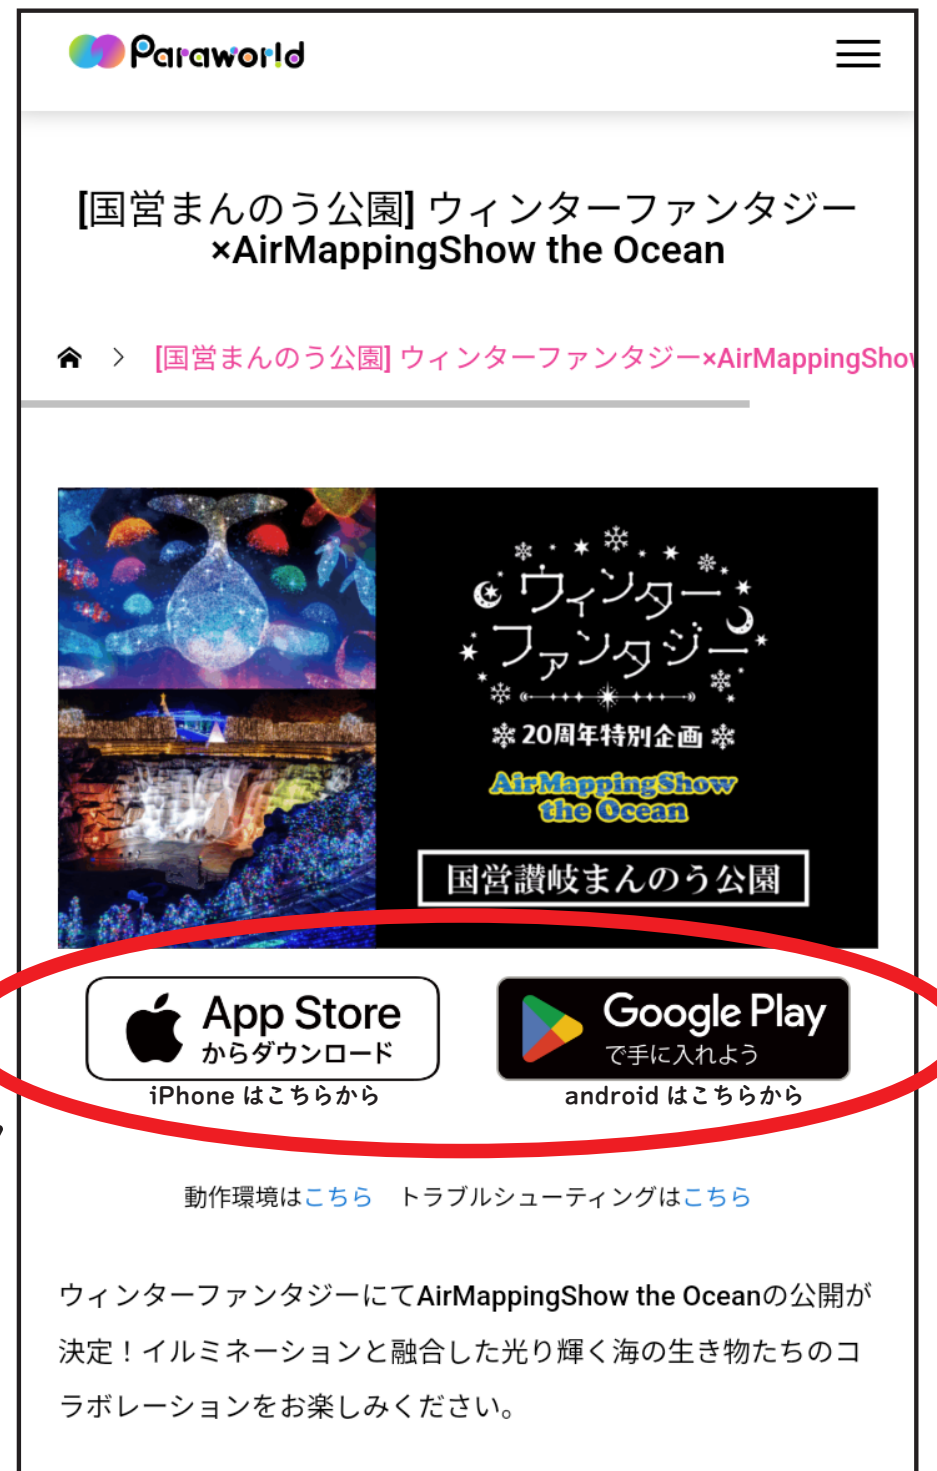 Paraworld
[国営まんのう公園] ウィンターファンタジー
×AirMappingShow the Ocean
[国営まんのう公園] ウィンターファンタジー×AirMappingShow
ウィンター
ファンタジー
20周年特別企画
AirMappingShow
the Ocean
国営讃岐まんのう公園
App Store
からダウンロード
Google Play
で手に入れよう
iPhone はこちらから
android はこちらから
動作環境はこちら トラブルシューティングはこちら
ウィンターファンタジーにてAirMappingShow the Oceanの公開が
決定！イルミネーションと融合した光り輝く海の生き物たちのコ
ラボレーションをお楽しみください。